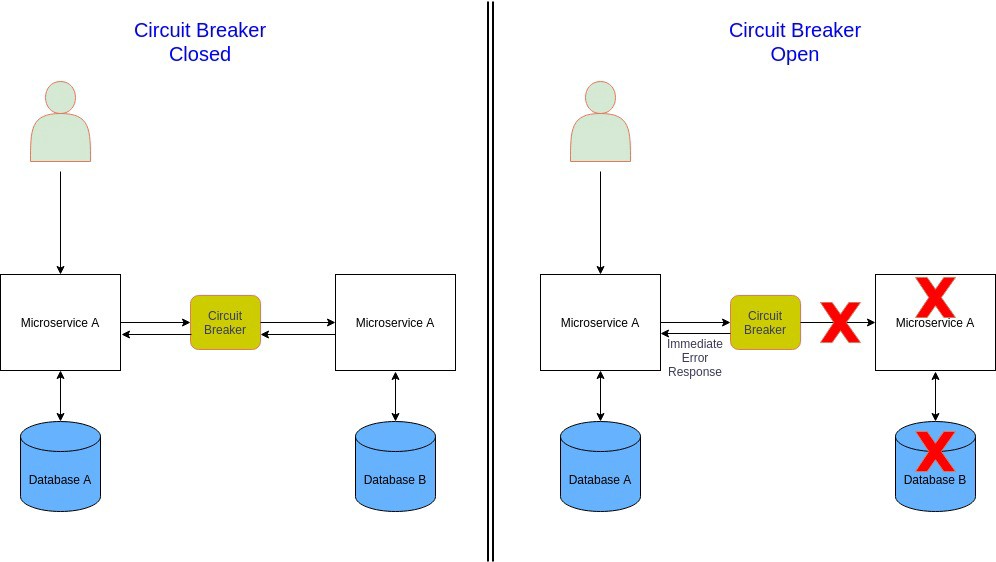 Circuit Breaker
Closed
Microservice A
Circuit
Breaker
Microservice A
Database A
Database B
Circuit Breaker
Open
Microservice A
Circuit
Breaker
X
X
Microservice A
Immediate
Error
Response
Database A
X
Database B